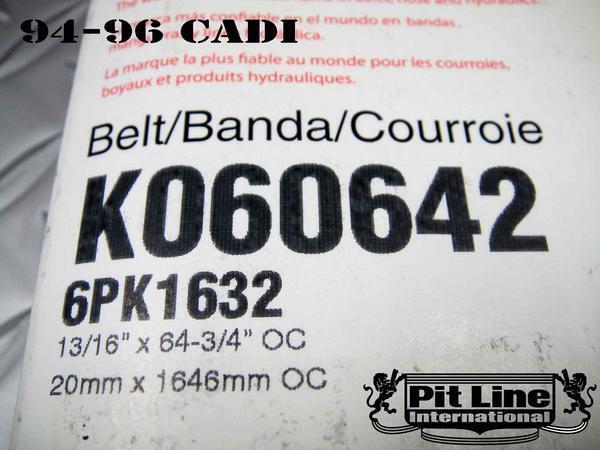 94-96 CADI
más confiable en el mundo en bandas,
mangueras y
La marque la plus fiable au monde pour les courroies,
boyaux et produits hydrauliques.
Belt/Banda/Courroie
K060642
6PK1632
13/16" x 64-3/4" OC
20mm x 1646mm OC
Pit Line
International